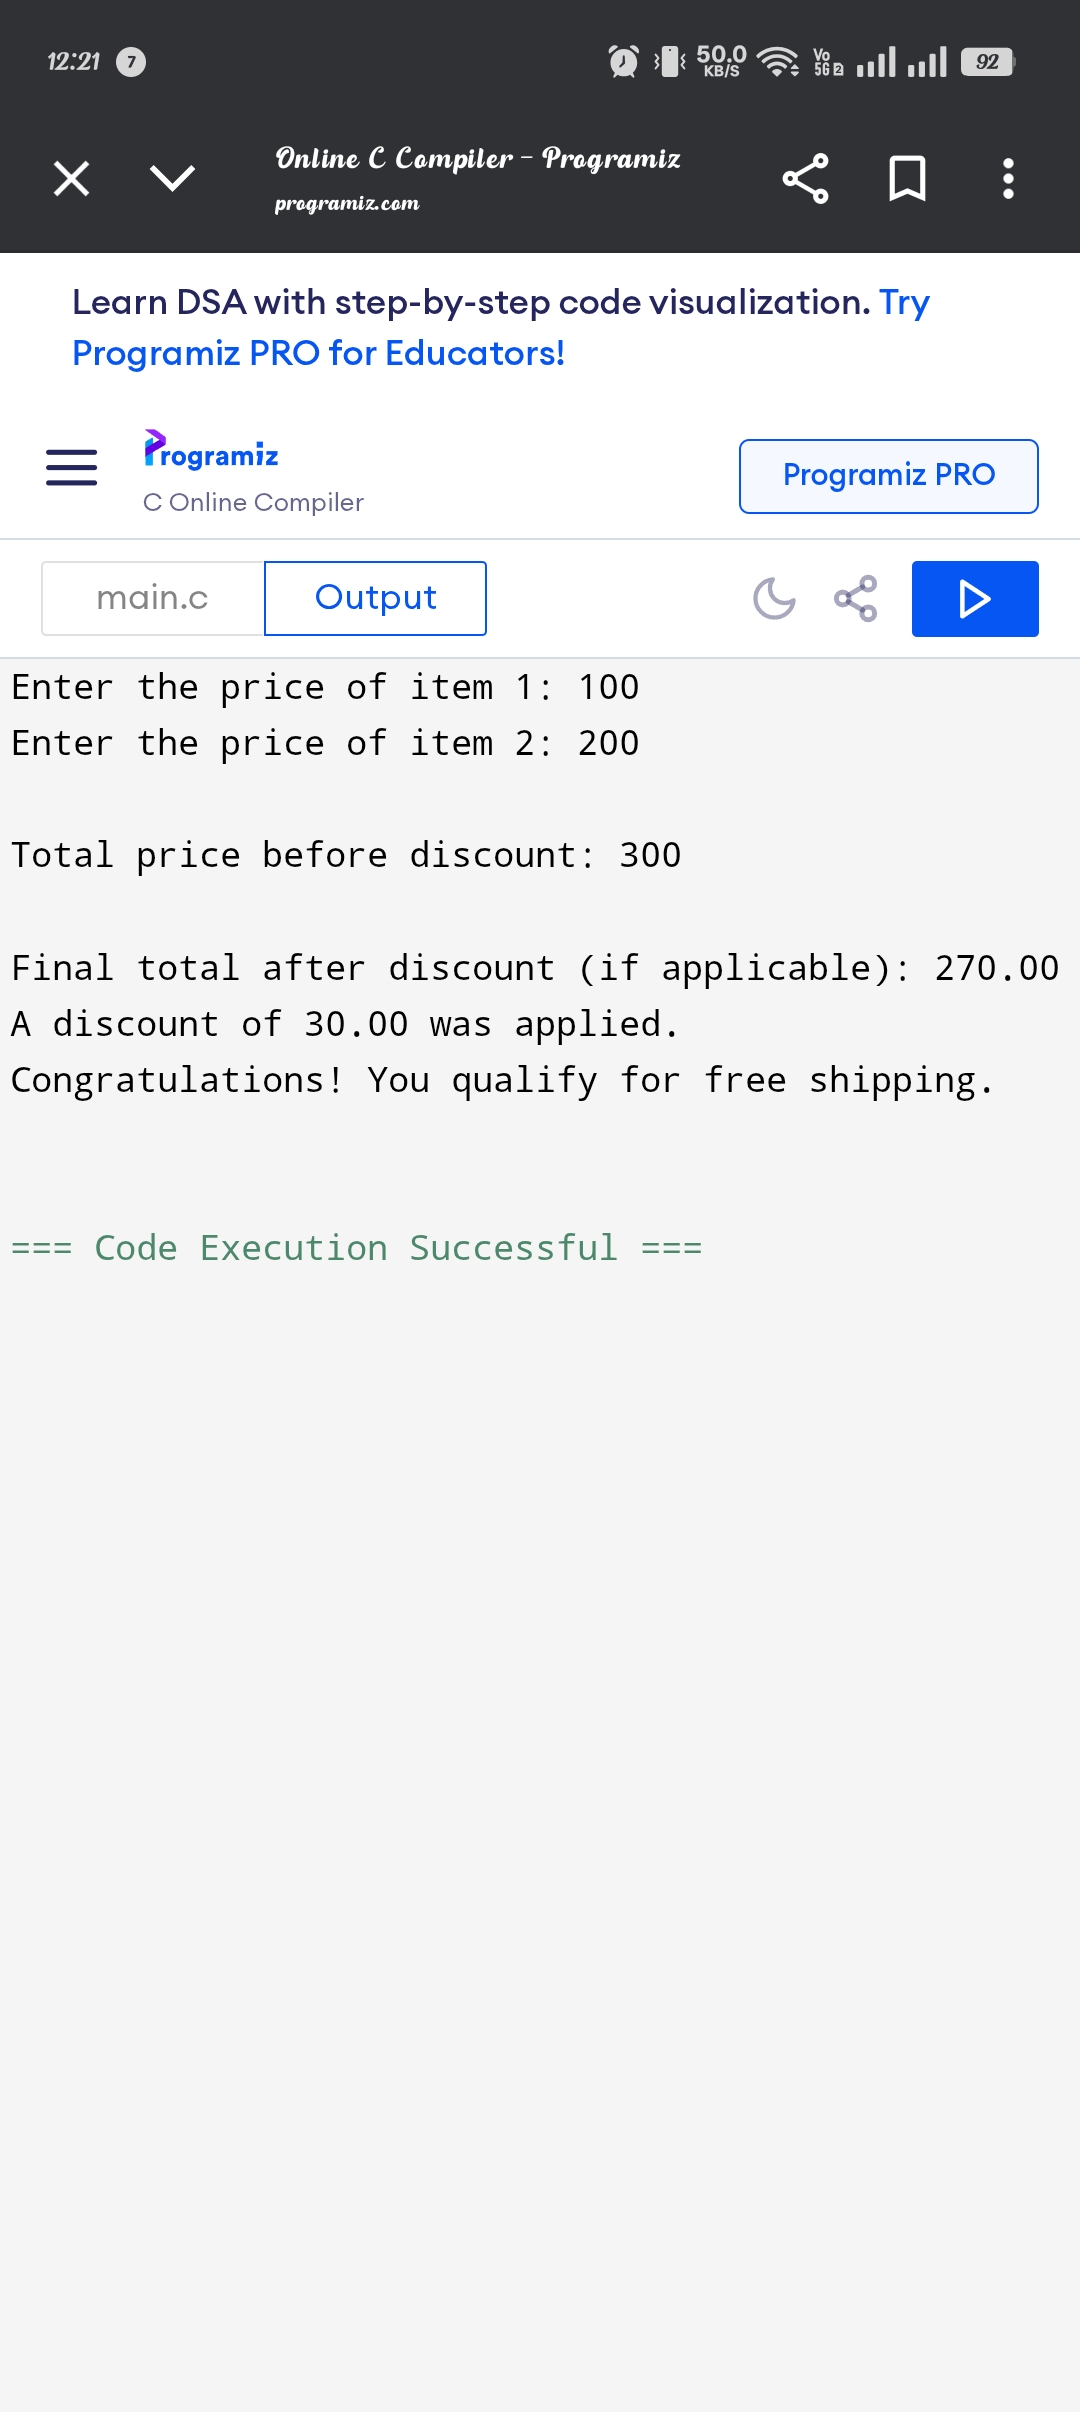 12:21 7 50.0 KB/S Vo 5G 2 92
Online C Compiler - Programiz
programiz.com
Learn DSA with step-by-step code visualization. Try
Programiz PRO for Educators!
Programiz
C Online Compiler
Programiz PRO
main.c Output
Enter the price of item 1: 100
Enter the price of item 2: 200
Total price before discount: 300
Final total after discount (if applicable): 270.00
A discount of 30.00 was applied.
Congratulations! You qualify for free shipping.
=== Code Execution Successful ===